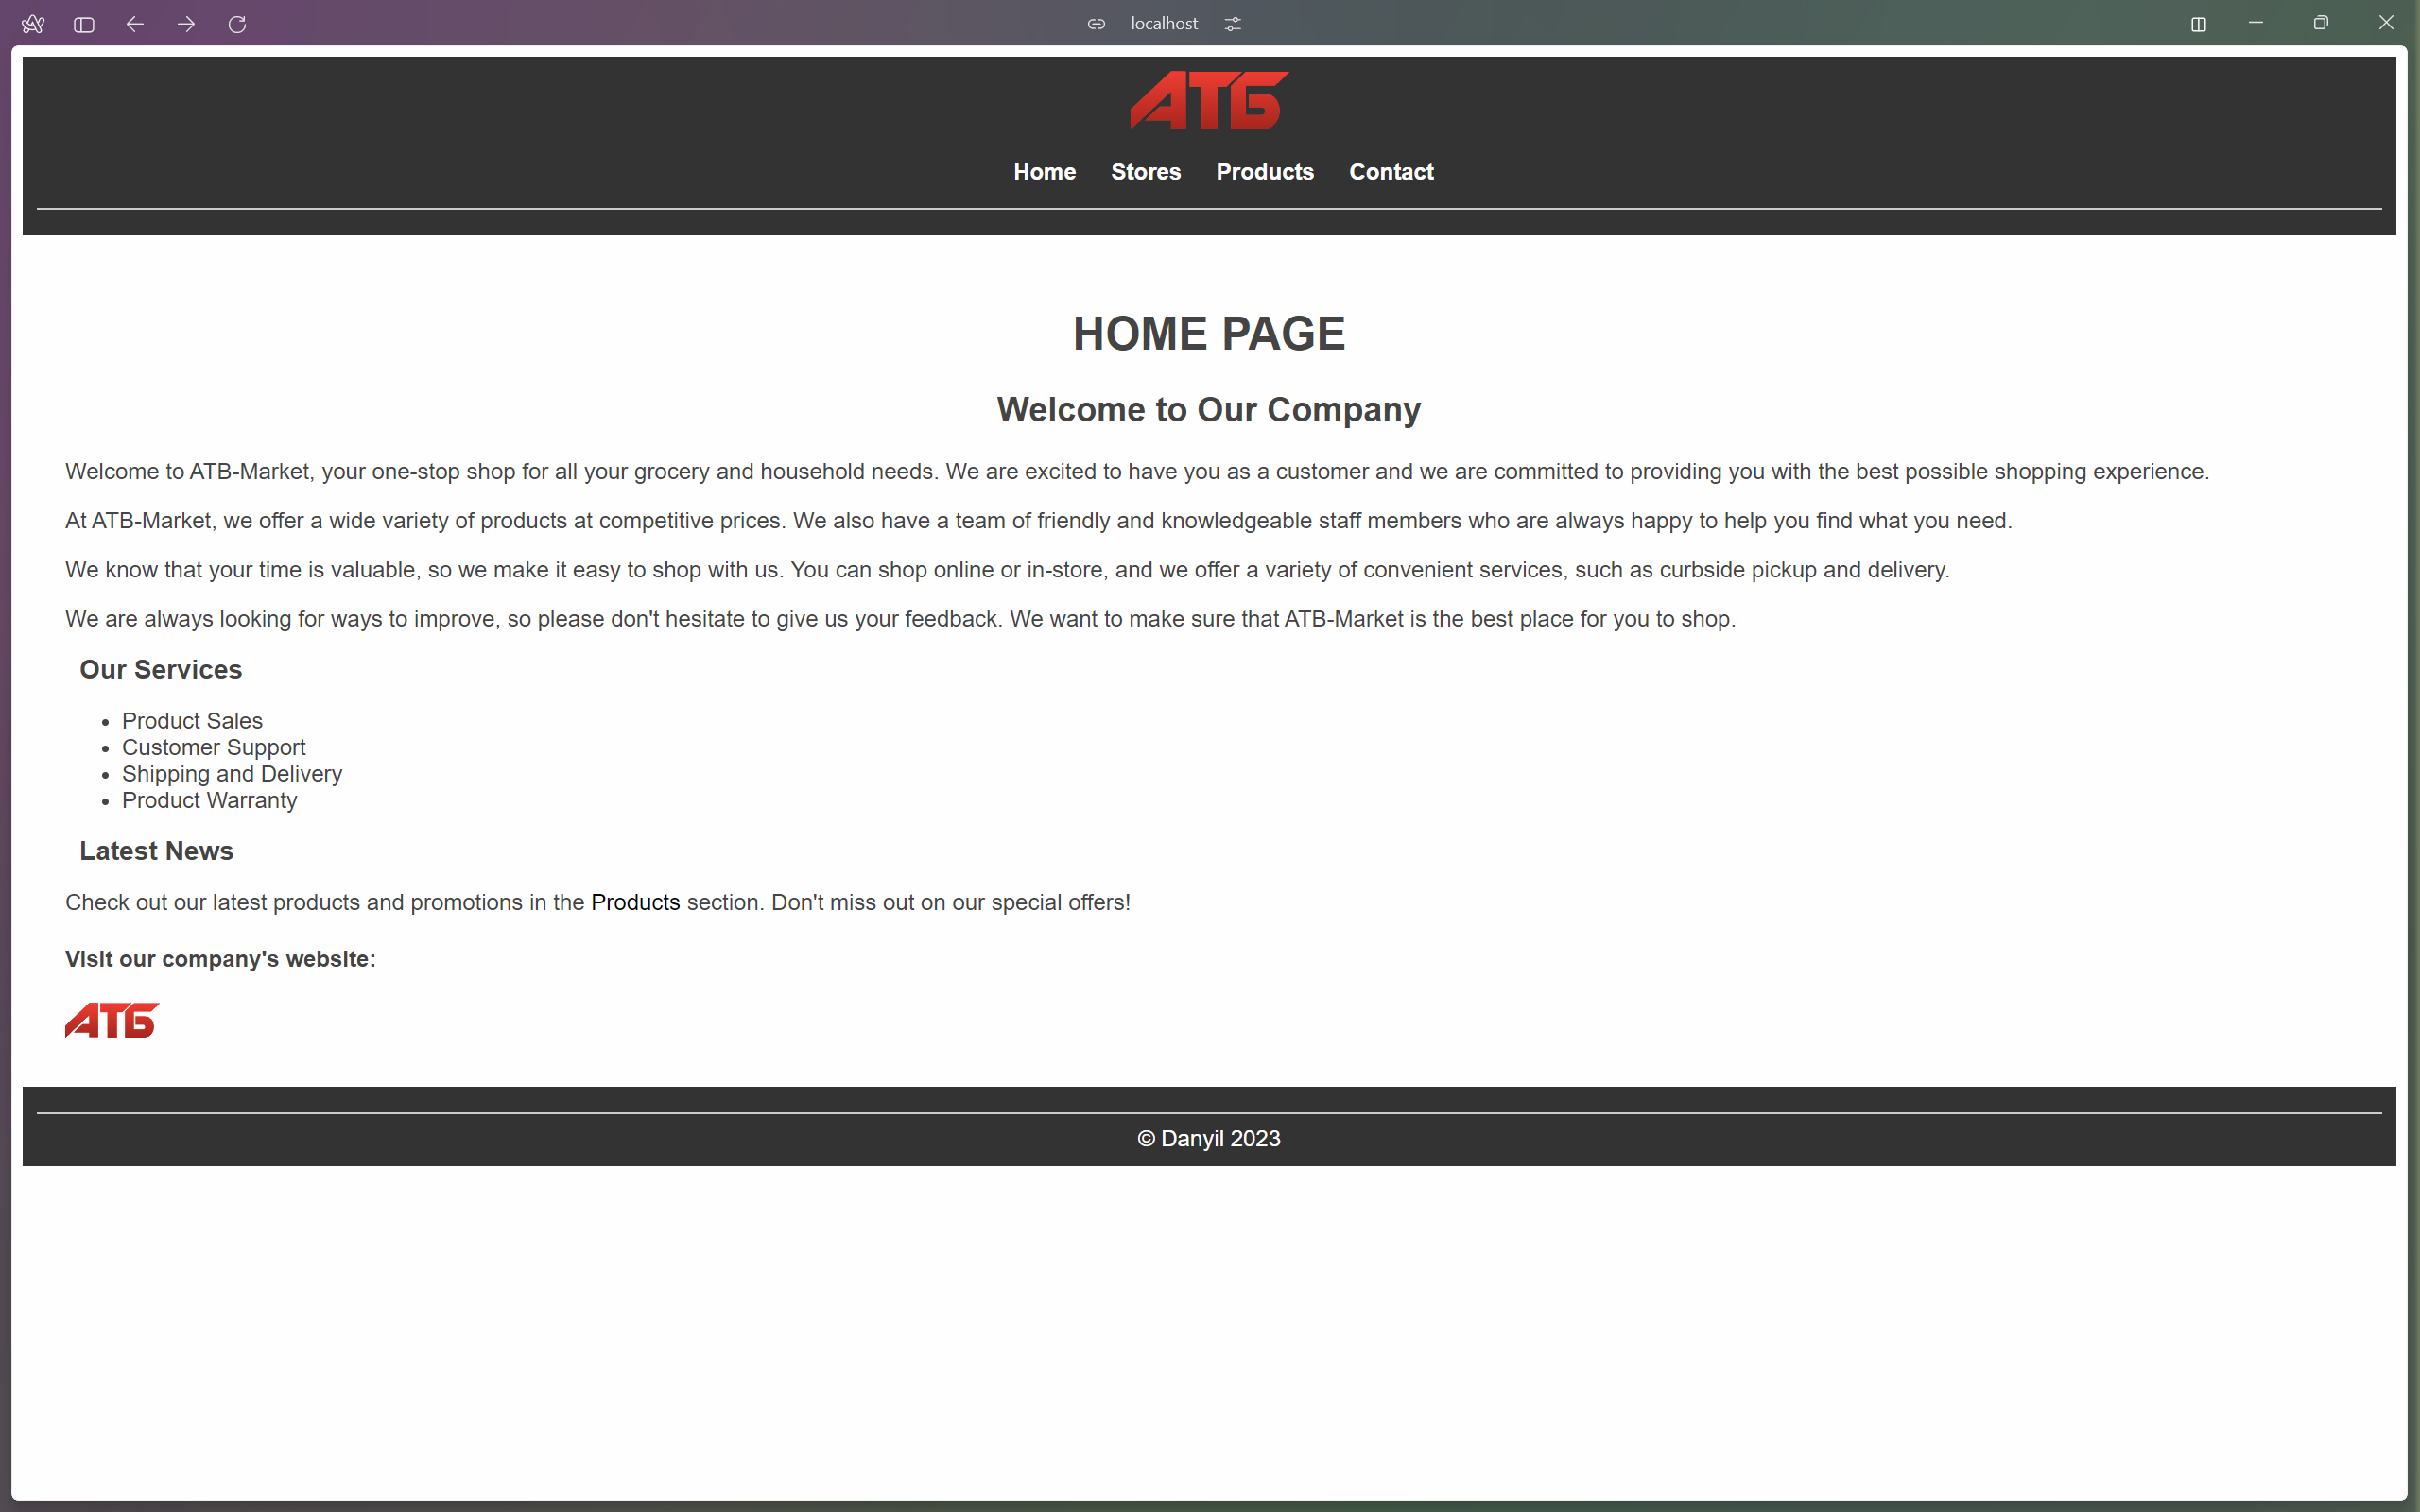 localhost
АТБ
Home Stores Products Contact
HOME PAGE
Welcome to Our Company
Welcome to ATB-Market, your one-stop shop for all your grocery and household needs. We are excited to have you as a customer and we are committed to providing you with the best possible shopping experience.
At ATB-Market, we offer a wide variety of products at competitive prices. We also have a team of friendly and knowledgeable staff members who are always happy to help you find what you need.
We know that your time is valuable, so we make it easy to shop with us. You can shop online or in-store, and we offer a variety of convenient services, such as curbside pickup and delivery.
We are always looking for ways to improve, so please don't hesitate to give us your feedback. We want to make sure that ATB-Market is the best place for you to shop.
Our Services
• Product Sales
• Customer Support
• Shipping and Delivery
• Product Warranty
Latest News
Check out our latest products and promotions in the Products section. Don't miss out on our special offers!
Visit our company's website:
АТБ
© Danyil 2023